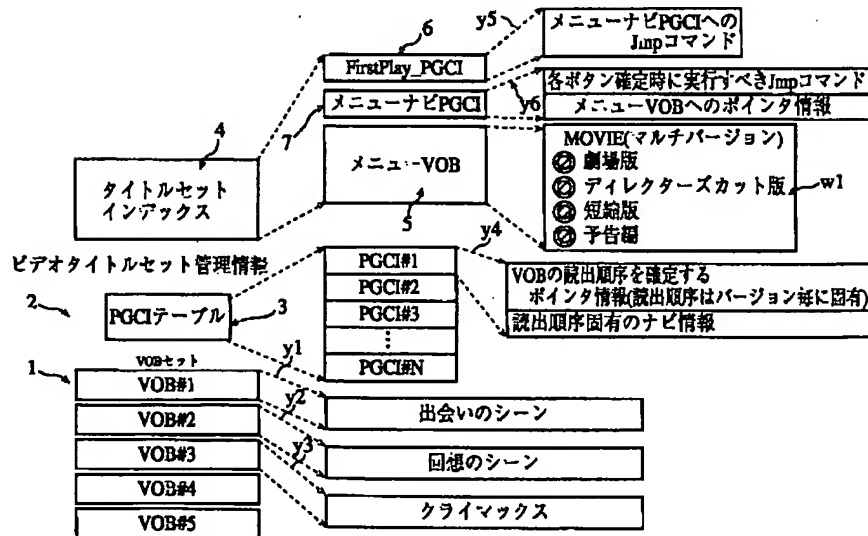 y5
メニューナビPGCIへの
Jmpコマンド
6
FirstPlay_PGCI
各ボタン確定時に実行すべきJmpコマンド
メニューナビPGCI
y6
メニューVOBへのポインタ情報
7
4
タイトルセット
インデックス
メニューVOB
5
MOVIE(マルチバージョン)
劇場版
ディレクターズカット版
短縮版
予告編
w1
ビデオタイトルセット管理情報
y4
2
PGCIテーブル
3
PGCI#1
PGCI#2
PGCI#3
PGCI#N
VOBの読出順序を確定する
ポインタ情報(読出順序はバージョン毎に固有)
読出順序固有のナビ情報
1
VOBセット
y1
VOB#1
y2
出会いのシーン
VOB#2
y3
回想のシーン
VOB#3
クライマックス
VOB#4
VOB#5